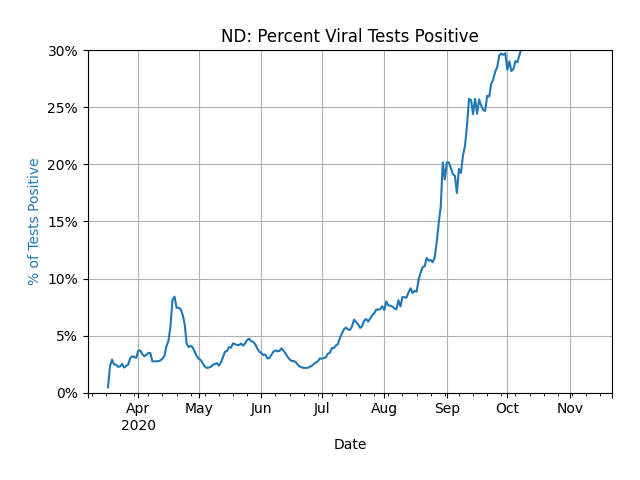 ND: Percent Viral Tests Positive
30%
25%
20%
15%
10%
5%
0%
% of Tests Positive
Apr May Jun Jul Aug Sep Oct Nov
2020
Date